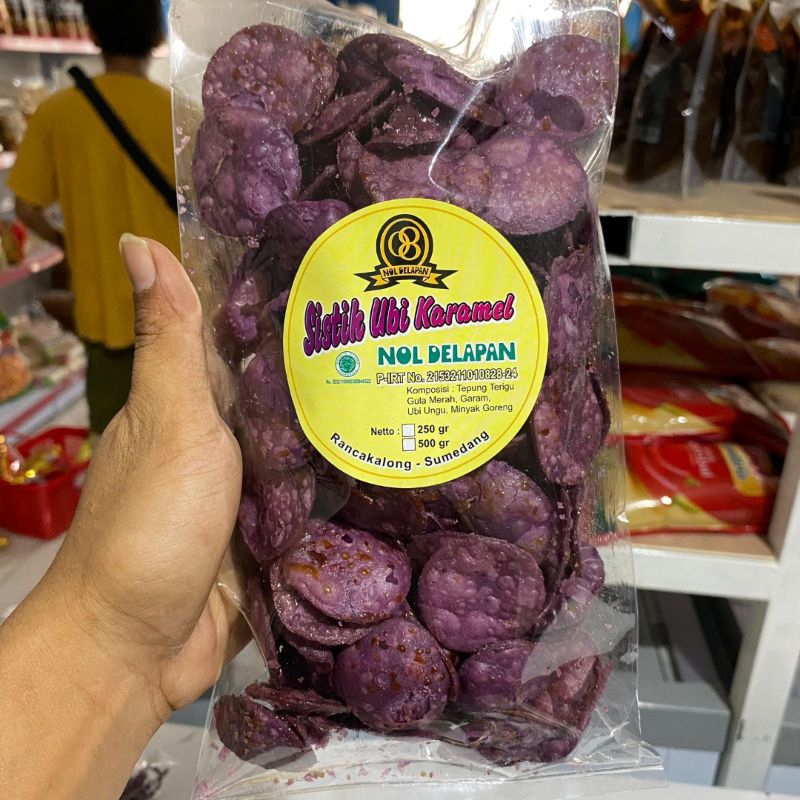 08
NOL DELAPAN
Sistik Ubi Karamel
NOL DELAPAN
P-IRT No. 2153211010828-24
Komposisi : Tepung Terigu
Gula Merah, Garam,
Ubi Ungu, Minyak Goreng
Netto : 250 gr
500 gr
Rancakalong - Sumedang